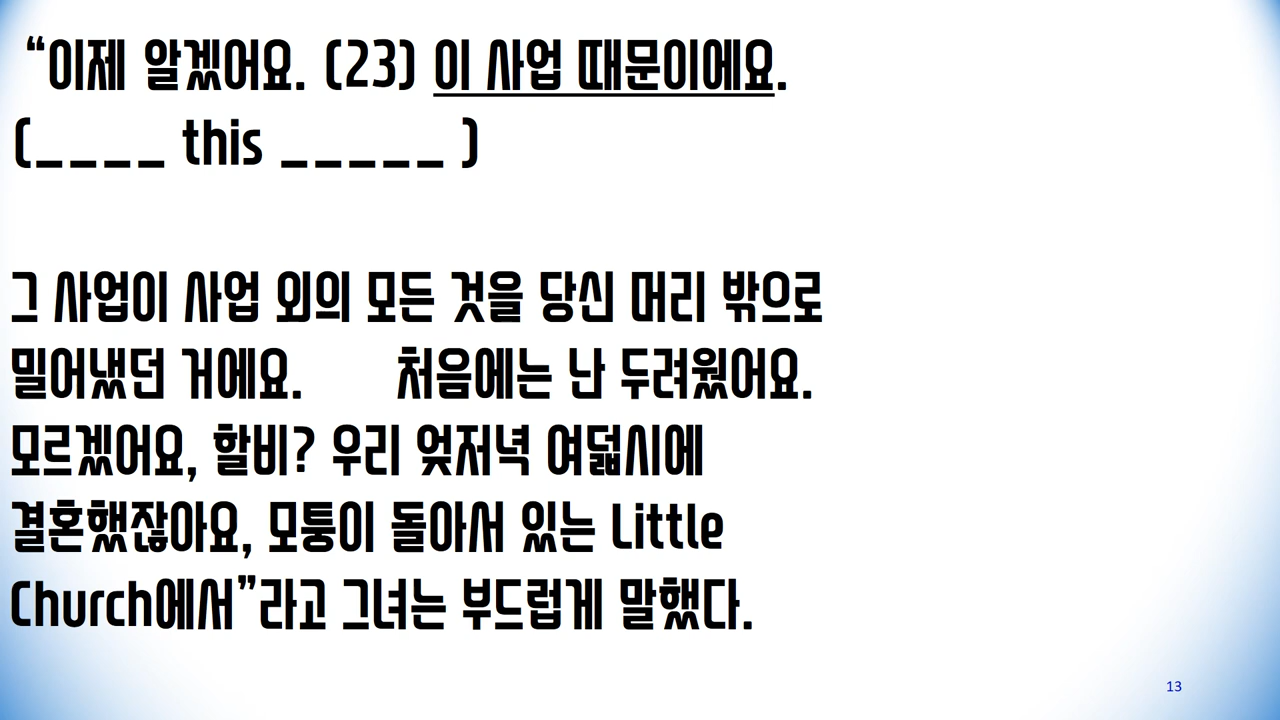 “이제 알겠어요. (23) 이 사업 때문이에요.
(_ _ _ _ this _ _ _ _ _ )
그 사업이 사업 외의 모든 것을 당신 머리 밖으로
밀어냈던 거에요. 처음에는 난 두려웠어요.
모르겠어요, 할비? 우리 엊저녁 여덟시에
결혼했잖아요, 모퉁이 돌아서 있는 Little
Church에서”라고 그녀는 부드럽게 말했다.
13